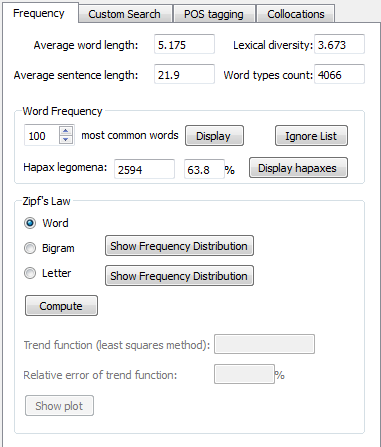 Frequency Custom Search POS tagging Collocations
Average word length: 5.175 Lexical diversity: 3.673
Average sentence length: 21.9 Word types count: 4066
Word Frequency
100 most common words Display Ignore List
Hapax legomena: 2594 63.8 % Display hapaxes
Zipf's Law
Word
Bigram Show Frequency Distribution
Letter Show Frequency Distribution
Compute
Trend function (least squares method):
Relative error of trend function: %
Show plot